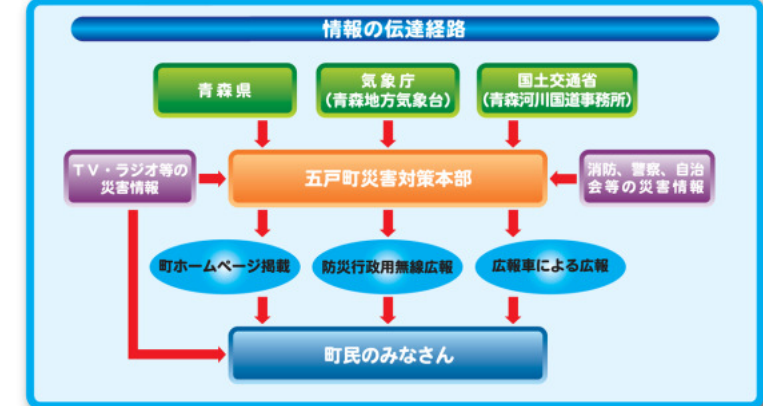 情報の伝達経路
青森県
気象庁
(青森地方気象台)
国土交通省
(青森河川国道事務所)
TV・ラジオ等の
災害情報
五戸町災害対策本部
消防、警察、自治
会等の災害情報
町ホームページ掲載
防災行政用無線広報
広報車による広報
町民のみなさん